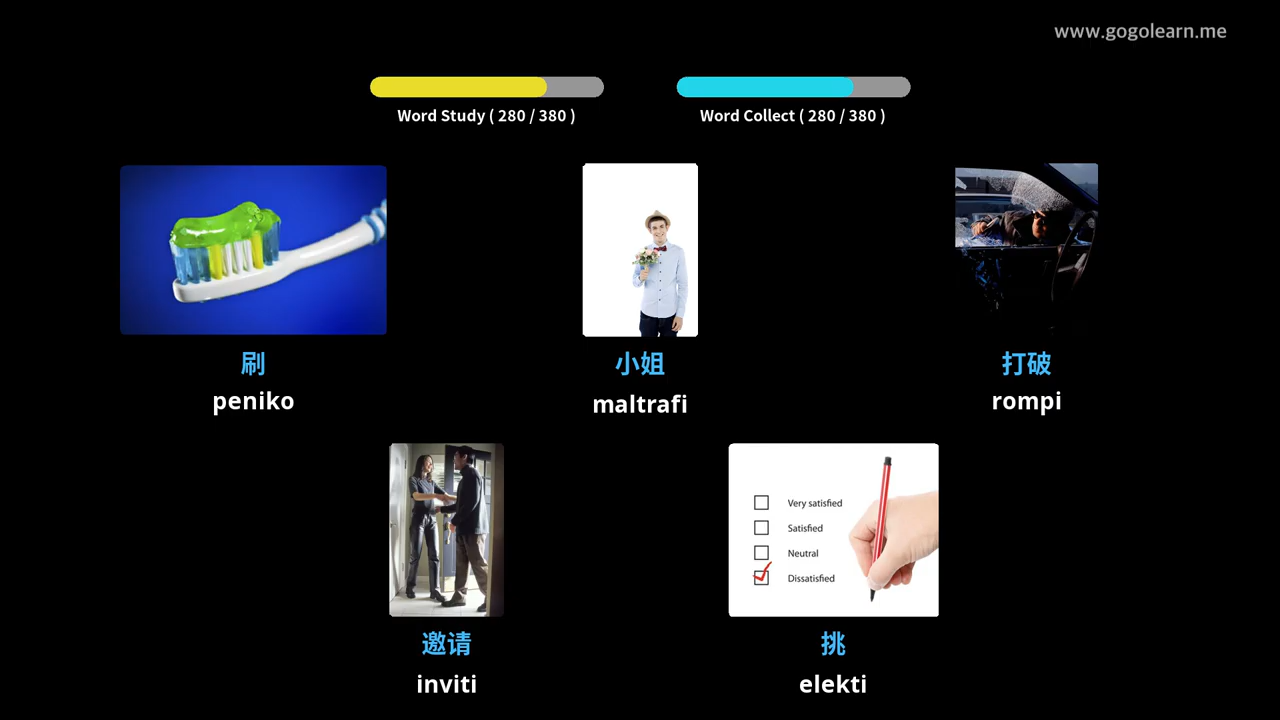 www.gogolearn.me
Word Study ( 280 / 380 )
Word Collect ( 280 / 380 )
刷
peniko
小姐
maltrafi
打破
rompi
Very satisfied
Satisfied
Neutral
Dissatisfied
邀请
inviti
挑
elekti